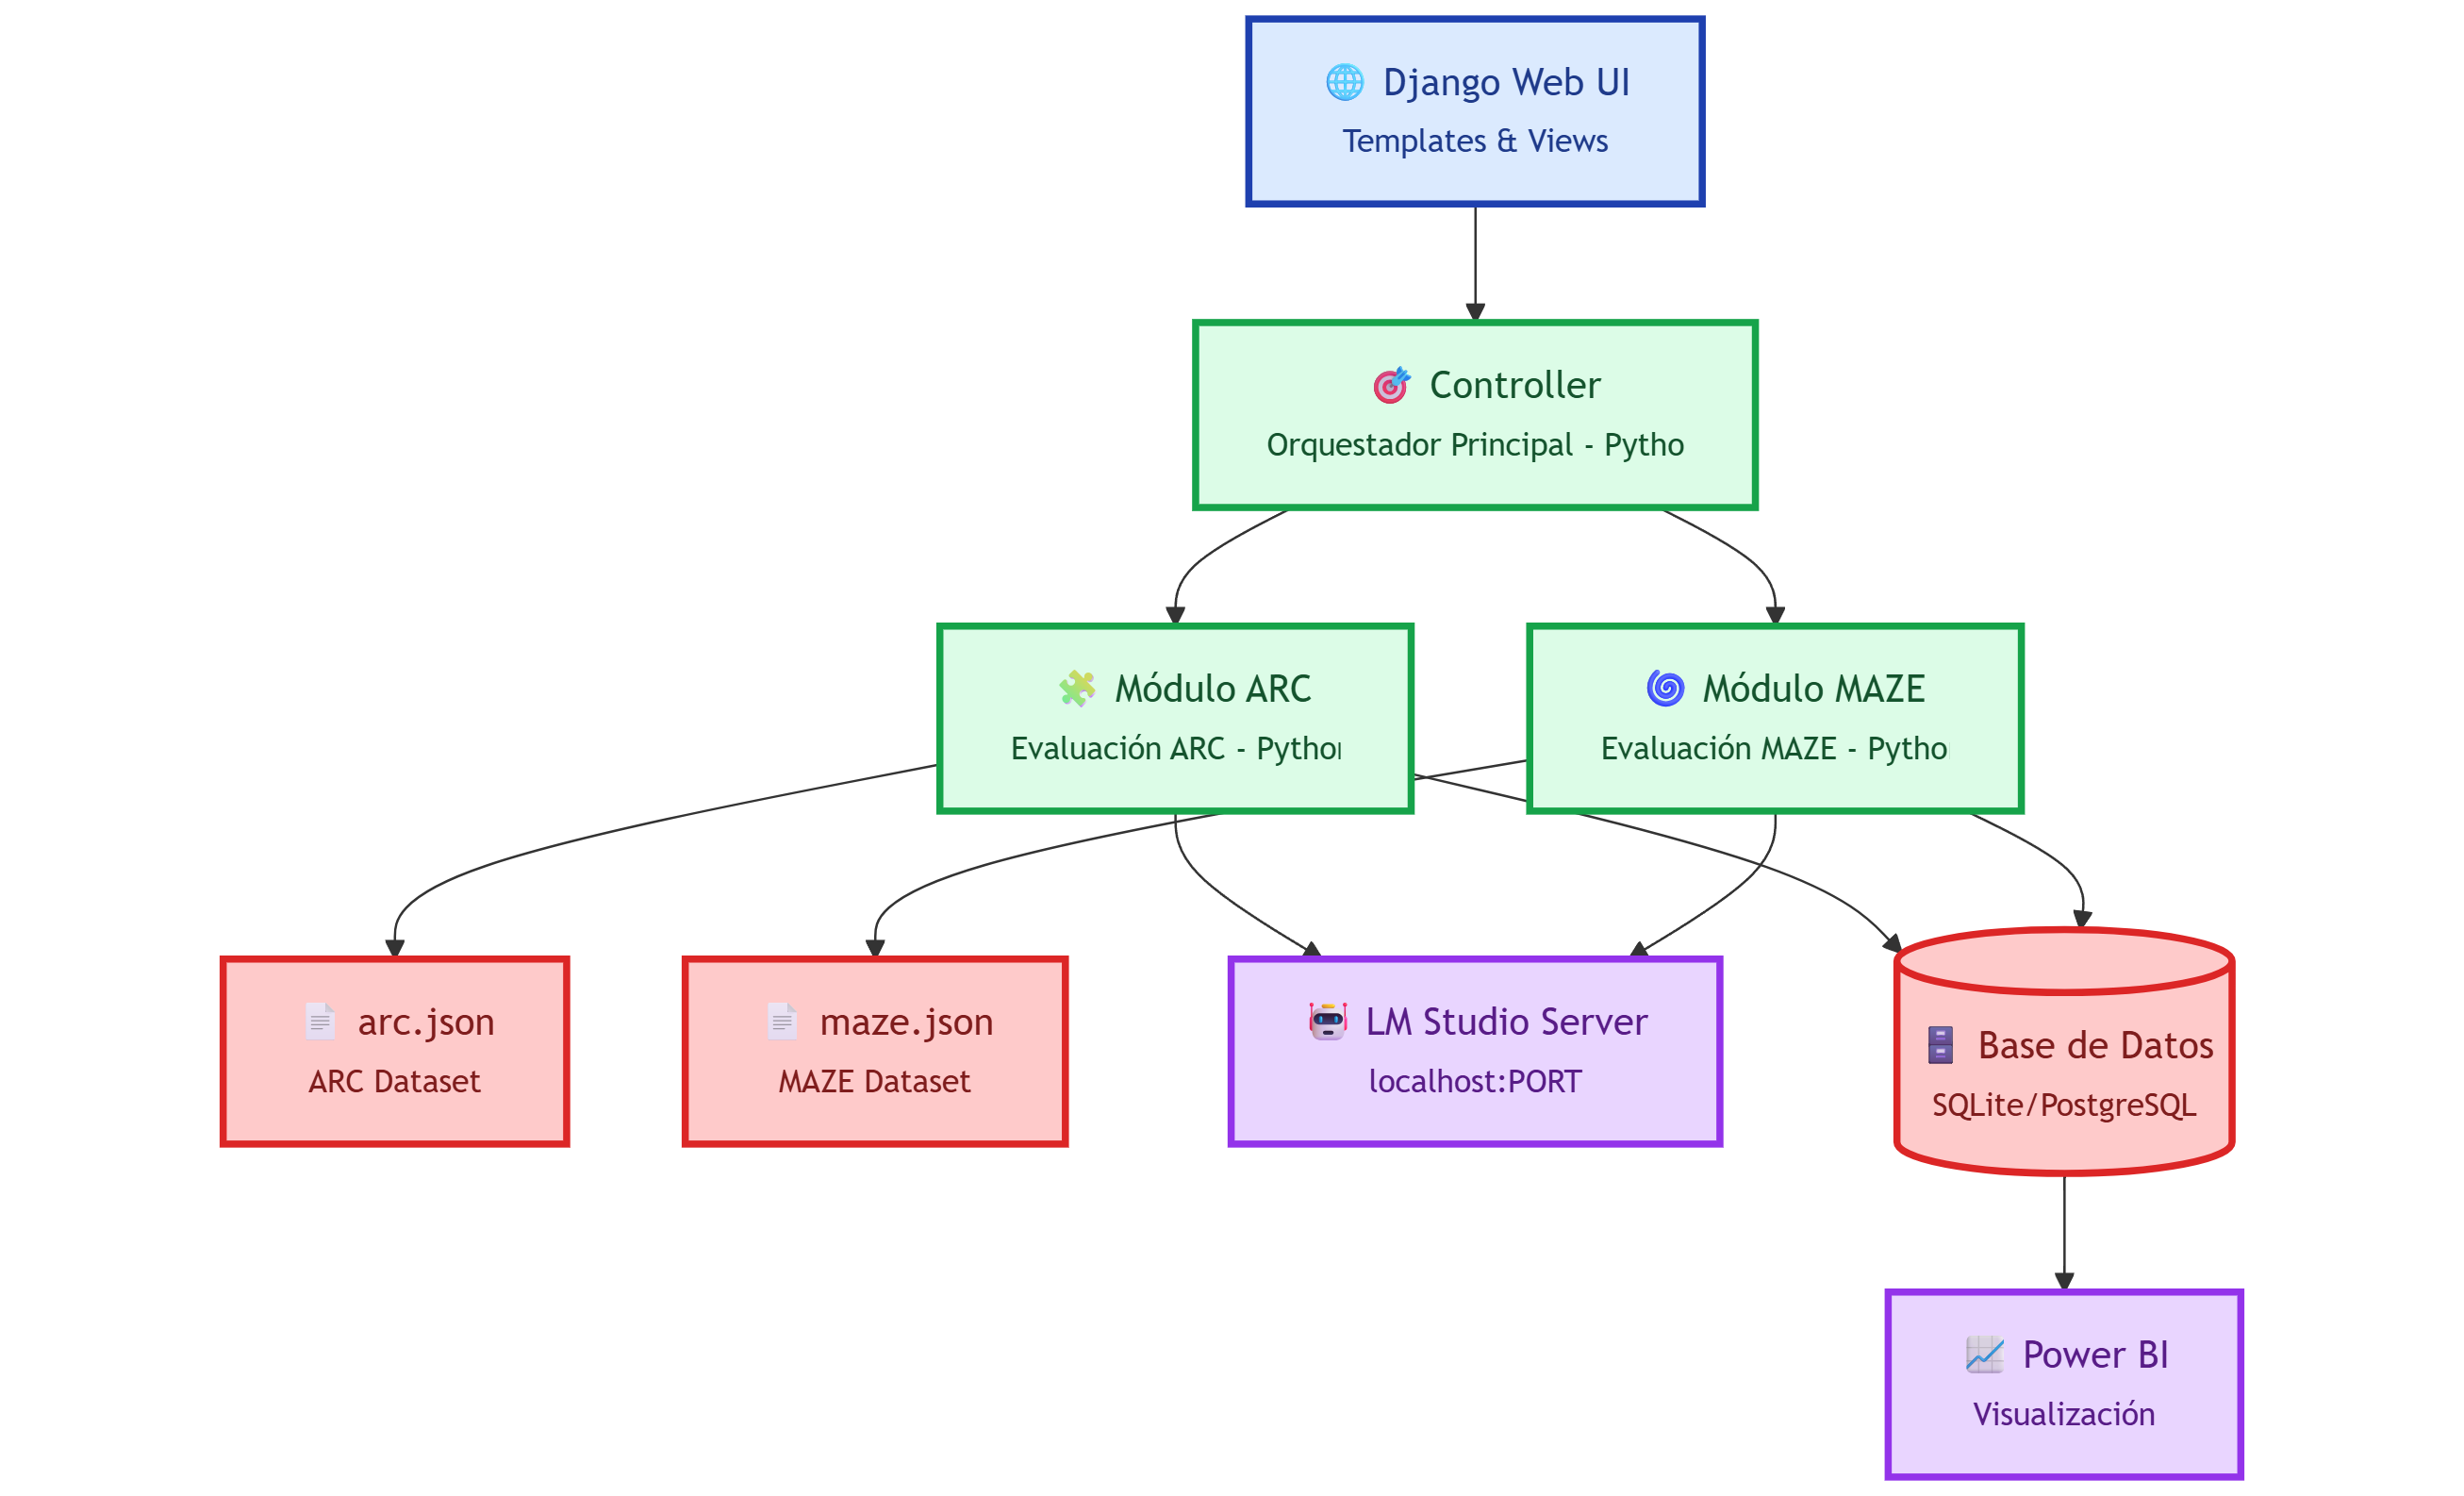 Django Web UI
Templates & Views
Controller
Orquestador Principal - Pytho
Módulo ARC
Evaluación ARC - Python
Módulo MAZE
Evaluación MAZE - Pytho
arc.json
ARC Dataset
maze.json
MAZE Dataset
LM Studio Server
localhost:PORT
Base de Datos
SQLite/PostgreSQL
Power BI
Visualización